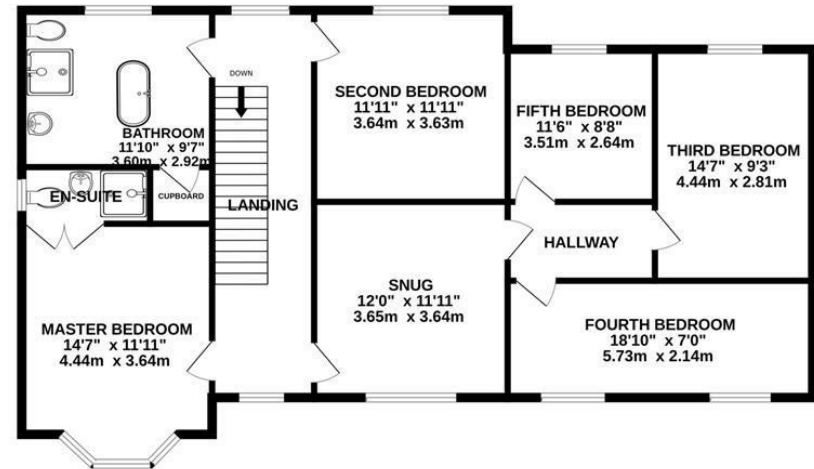 DOWN
BATHROOM
11'10" x 9'7"
3.60m x 2.92m
SECOND BEDROOM
11'11" x 11'11"
3.64m x 3.63m
FIFTH BEDROOM
11'6" x 8'8"
3.51m x 2.64m
THIRD BEDROOM
14'7" x 9'3"
4.44m x 2.81m
EN-SUITE
CUPBOARD
LANDING
HALLWAY
SNUG
12'0" x 11'11"
3.65m x 3.64m
MASTER BEDROOM
14'7" x 11'11"
4.44m x 3.64m
FOURTH BEDROOM
18'10" x 7'0"
5.73m x 2.14m